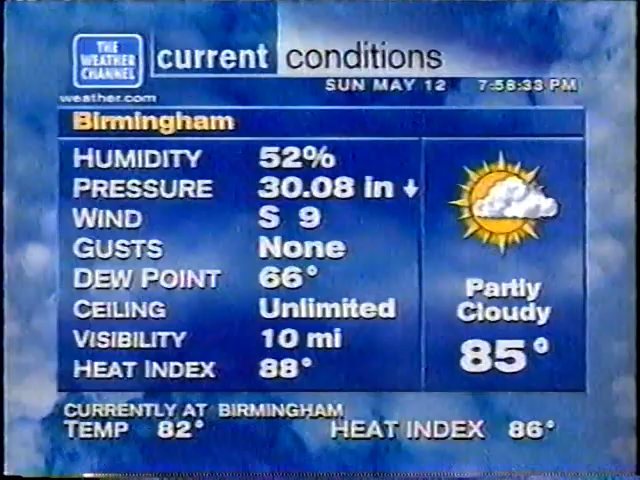 THE
WEATHER
CHANNEL
current conditions
weather.com
SUN MAY 12 7:58:33 PM
Birmingham
HUMIDITY 52%
PRESSURE 30.08 in ↓
WIND S 9
GUSTS None
DEW POINT 66°
CEILING Unlimited
VISIBILITY 10 mi
HEAT INDEX 88°
Partly
Cloudy
85°
CURRENTLY AT BIRMINGHAM
TEMP 82° HEAT INDEX 86°